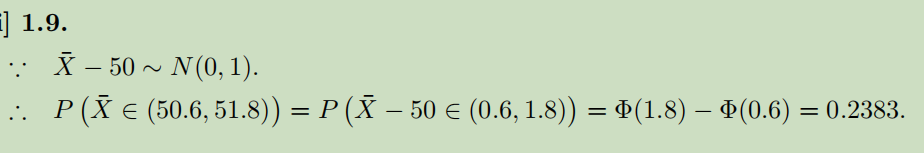 ] 1.9.
∵ X̄ − 50 ∼ N(0, 1).
∴ P (X̄ ∈ (50.6, 51.8)) = P (X̄ − 50 ∈ (0.6, 1.8)) = Φ(1.8) − Φ(0.6) = 0.2383.